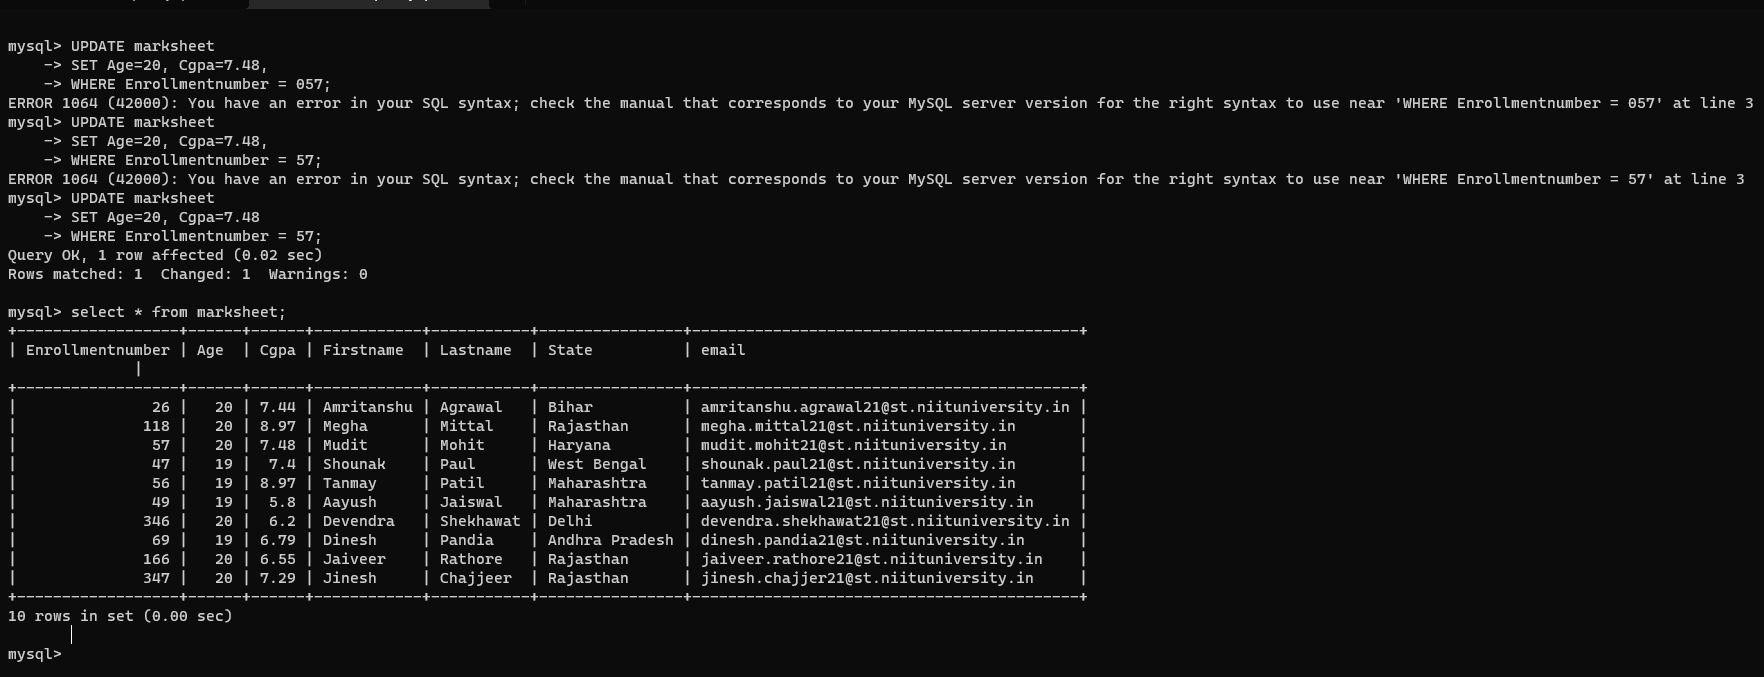 mysql> UPDATE marksheet
    -> SET Age=20, Cgpa=7.48,
    -> WHERE Enrollmentnumber = 057;
ERROR 1064 (42000): You have an error in your SQL syntax; check the manual that corresponds to your MySQL server version for the right syntax to use near 'WHERE Enrollmentnumber = 057' at line 3
mysql> UPDATE marksheet
    -> SET Age=20, Cgpa=7.48,
    -> WHERE Enrollmentnumber = 57;
ERROR 1064 (42000): You have an error in your SQL syntax; check the manual that corresponds to your MySQL server version for the right syntax to use near 'WHERE Enrollmentnumber = 57' at line 3
mysql> UPDATE marksheet
    -> SET Age=20, Cgpa=7.48
    -> WHERE Enrollmentnumber = 57;
Query OK, 1 row affected (0.02 sec)
Rows matched: 1  Changed: 1  Warnings: 0
mysql> select * from marksheet;
+------------------+------+------+------------+-----------+----------------+-------------------------------------------+
| Enrollmentnumber | Age  | Cgpa | Firstname  | Lastname  | State          | email
              |
+------------------+------+------+------------+-----------+----------------+-------------------------------------------+
|               26 |   20 | 7.44 | Amritanshu | Agrawal   | Bihar          | amritanshu.agrawal21@st.niituniversity.in |
|              118 |   20 | 8.97 | Megha      | Mittal    | Rajasthan      | megha.mittal21@st.niituniversity.in       |
|               57 |   20 | 7.48 | Mudit      | Mohit     | Haryana        | mudit.mohit21@st.niituniversity.in        |
|               47 |   19 |  7.4 | Shounak    | Paul      | West Bengal    | shounak.paul21@st.niituniversity.in       |
|               56 |   19 | 8.97 | Tanmay     | Patil     | Maharashtra    | tanmay.patil21@st.niituniversity.in       |
|               49 |   19 |  5.8 | Aayush     | Jaiswal   | Maharashtra    | aayush.jaiswal21@st.niituniversity.in     |
|              346 |   20 |  6.2 | Devendra   | Shekhawat | Delhi          | devendra.shekhawat21@st.niituniversity.in |
|               69 |   19 | 6.79 | Dinesh     | Pandia    | Andhra Pradesh | dinesh.pandia21@st.niituniversity.in      |
|              166 |   20 | 6.55 | Jaiveer    | Rathore   | Rajasthan      | jaiveer.rathore21@st.niituniversity.in    |
|              347 |   20 | 7.29 | Jinesh     | Chajjeer  | Rajasthan      | jinesh.chajjer21@st.niituniversity.in     |
+------------------+------+------+------------+-----------+----------------+-------------------------------------------+
10 rows in set (0.00 sec)
mysql>